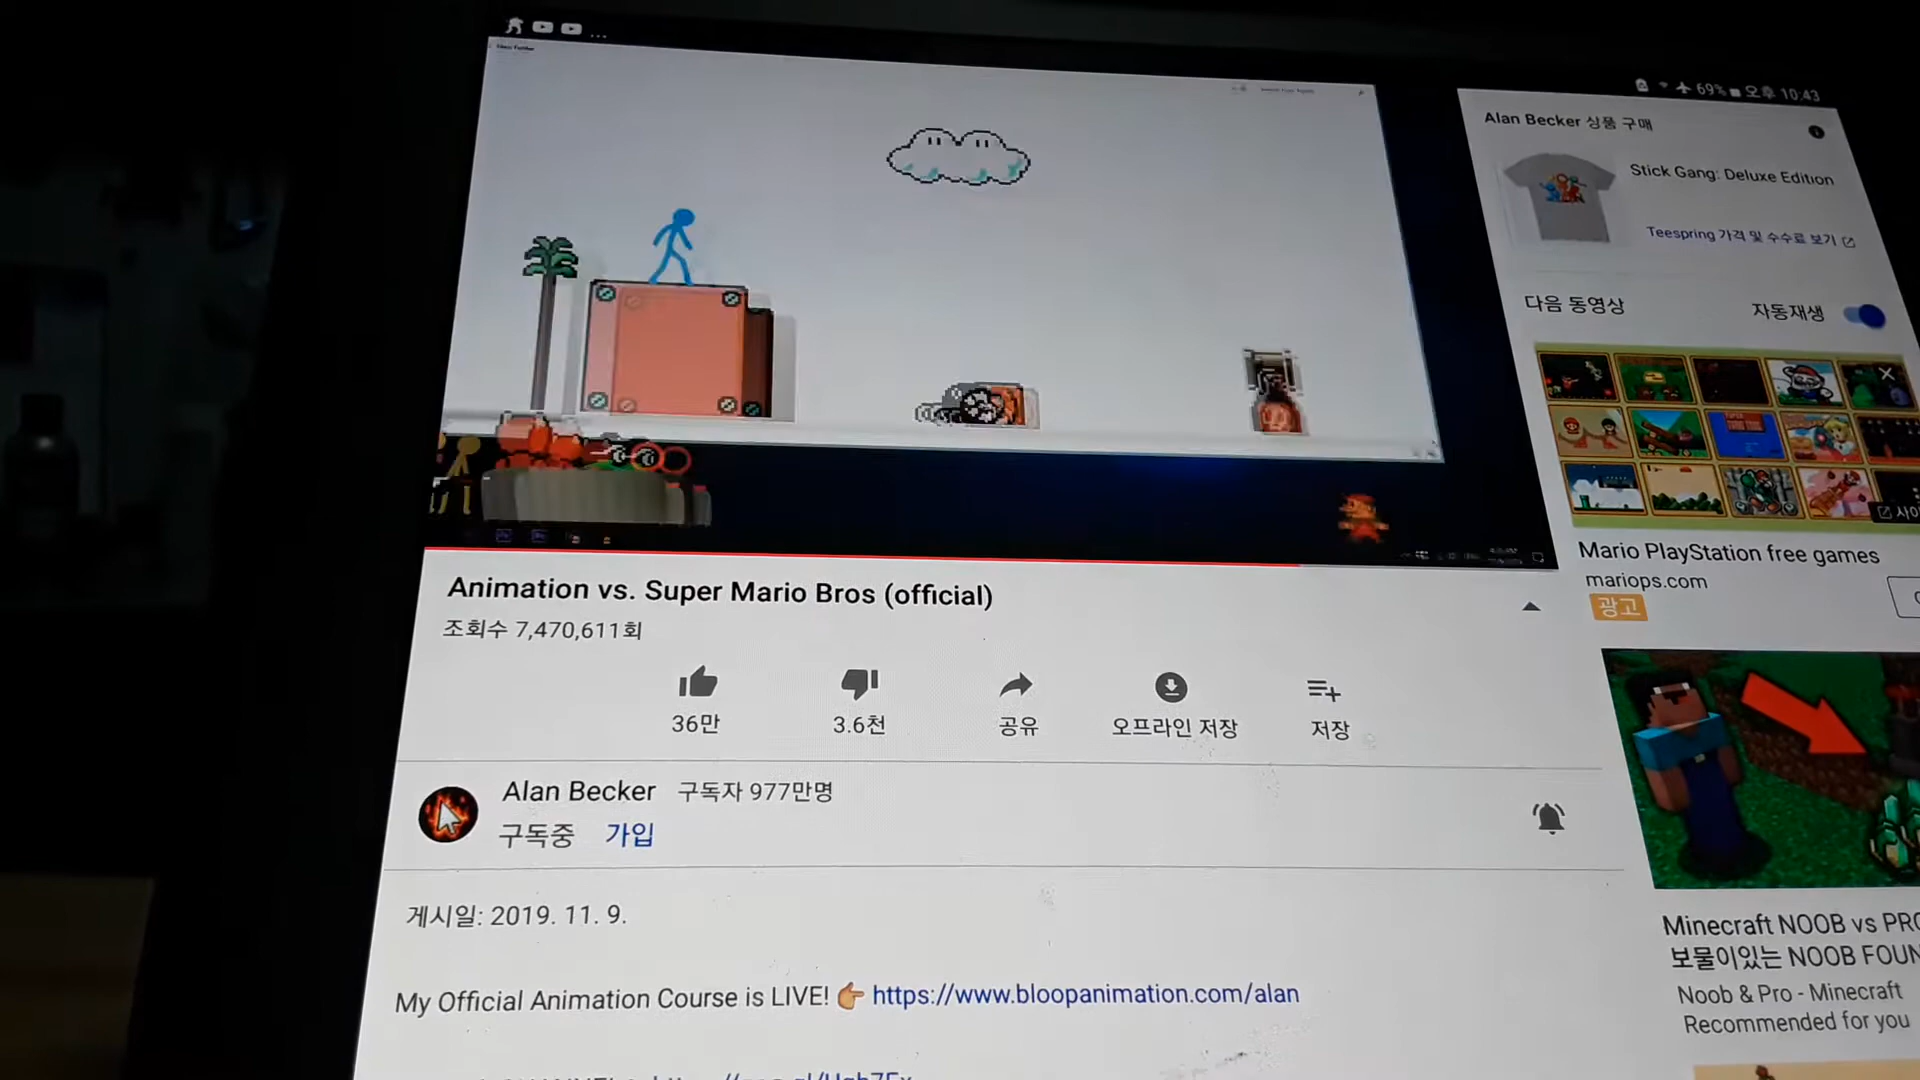 69% 오후 10:43
Alan Becker 상품 구매
Stick Gang: Deluxe Edition
Teespring 가격 및 수수료 보기
다음 동영상
자동재생
Mario PlayStation free games
mariops.com
광고
Animation vs. Super Mario Bros (official)
조회수 7,470,611회
36만
3.6천
공유
오프라인 저장
저장
Alan Becker 구독자 977만명
구독중 가입
게시일: 2019. 11. 9.
My Official Animation Course is LIVE! 👉 https://www.bloopanimation.com/alan
Minecraft NOOB vs PRO
보물이있는 NOOB FOUN
Noob & Pro - Minecraft
Recommended for you